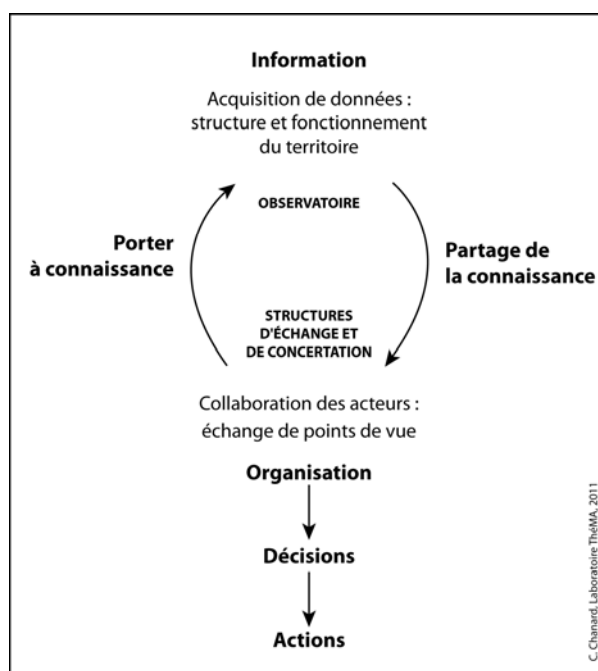 Information
Acquisition de données :
structure et fonctionnement
du territoire
OBSERVATOIRE
Porter
à connaissance
Partage de
la connaissance
STRUCTURES
D'ÉCHANGE ET
DE CONCERTATION
Collaboration des acteurs :
échange de points de vue
Organisation
Décisions
Actions
C. Chanard, Laboratoire ThéMA, 2011